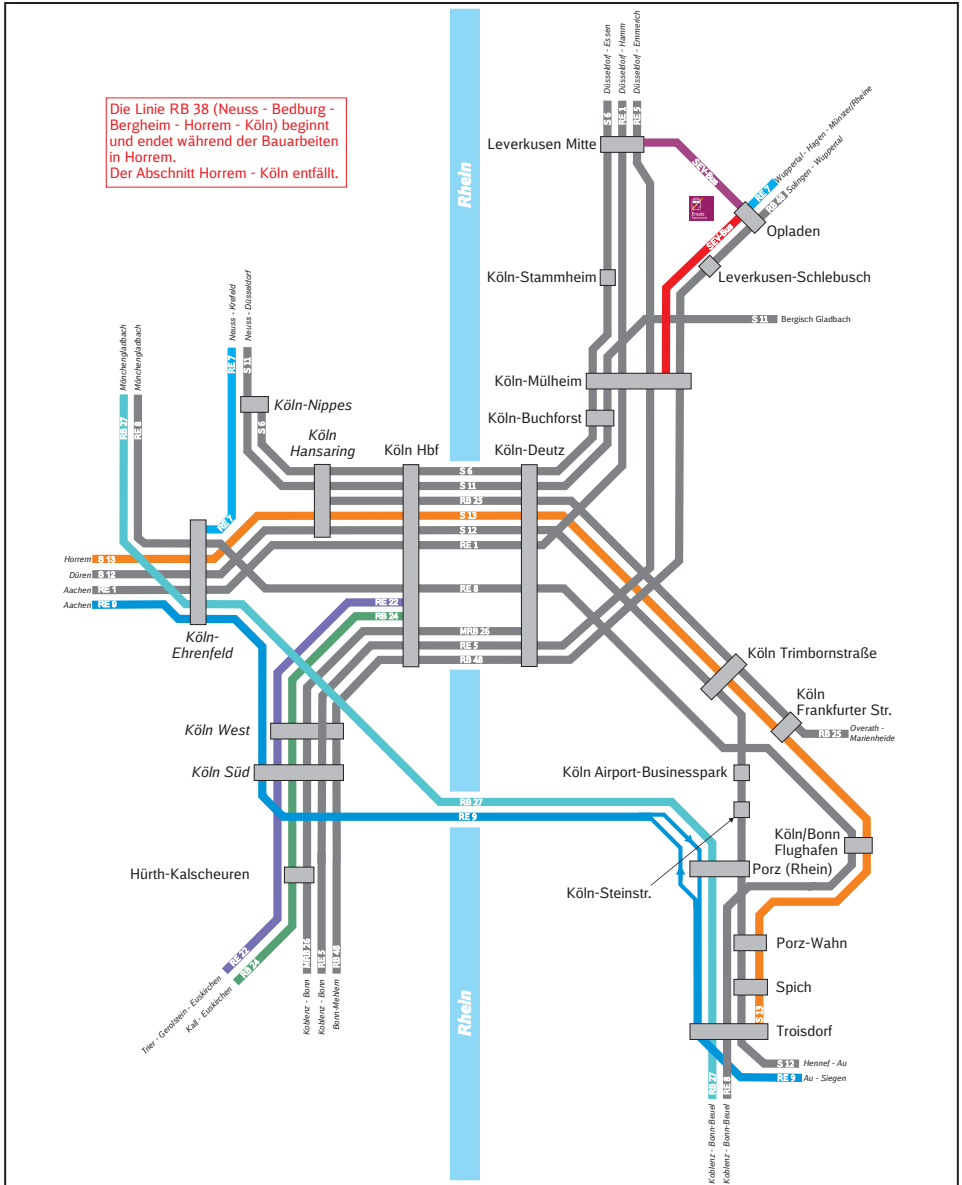 Die Linie RB 38 (Neuss - Bedburg -
Bergheim - Horrem - Köln) beginnt
und endet während der Bauarbeiten
in Horrem.
Der Abschnitt Horrem - Köln entfällt.
Rhein
Düsseldorf - Essen
Düsseldorf - Hamm
Düsseldorf - Emmerich
S 6
RE 1
RE 5
Leverkusen Mitte
SEV-Bus
Wuppertal - Hagen - Münster/Rheine
RE 7
Solingen - Wuppertal
RB 48
Ersatz
Opladen
SEV-Bus
Leverkusen-Schlebusch
Köln-Stammheim
S 11
Bergisch Gladbach
Mönchengladbach
Mönchengladbach
RB 27
RE 8
Neuss - Krefeld
Neuss - Düsseldorf
RE 7
S 11
Köln-Nippes
S 6
Köln-Mülheim
Köln-Buchforst
Köln
Hansaring
Köln Hbf
Köln-Deutz
S 6
S 11
RB 25
S 13
S 12
RE 1
RE 7
Horrem
S 13
Düren
S 12
Aachen
RE 1
Aachen
RE 9
Köln-
Ehrenfeld
RE 8
RE 22
RB 24
MRB 26
RE 5
RB 48
Köln Trimbornstraße
Köln
Frankfurter Str.
RB 25
Overath -
Marienheide
Köln West
Köln Süd
Köln Airport-Businesspark
RB 27
RE 9
Köln/Bonn
Flughafen
Porz (Rhein)
Köln-Steinstr.
Hürth-Kalscheuren
Porz-Wahn
Spich
S 13
Troisdorf
RE 22
RB 24
MRB 26
RE 5
RB 48
Trier - Gerolstein - Euskirchen
Kall - Euskirchen
Koblenz - Bonn
Koblenz - Bonn
Bonn-Mehlem
Rhein
S 12
Hennef - Au
RE 9
Au - Siegen
RB 27
RE 8
Koblenz - Bonn-Beuel
Koblenz - Bonn-Beuel